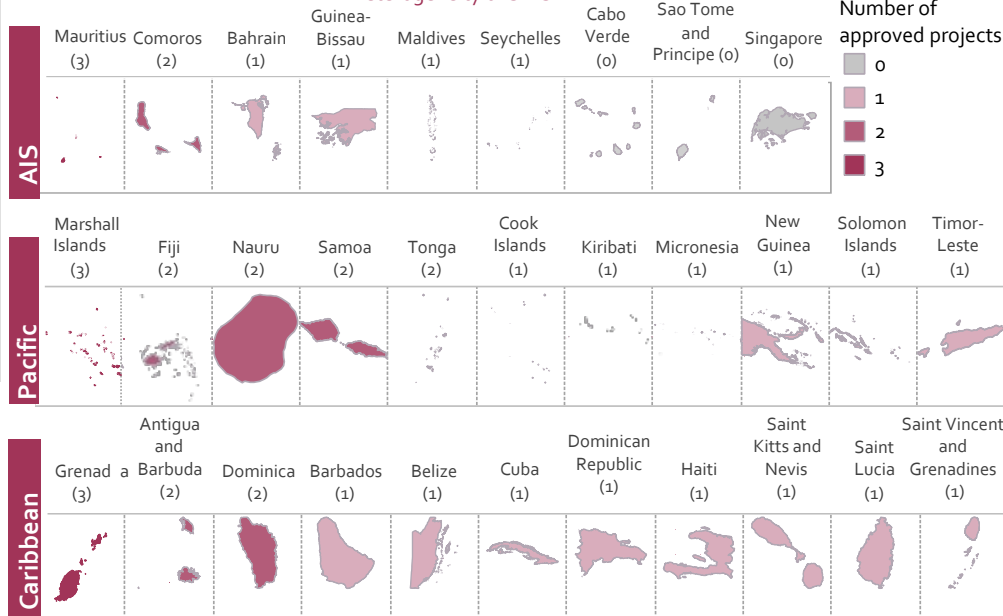 Number of
approved projects
0
1
2
3
AIS
Mauritius
(3)
Comoros
(2)
Bahrain
(1)
Guinea-
Bissau
(1)
Maldives
(1)
Seychelles
(1)
Cabo
Verde
(0)
Sao Tome
and
Principe (0)
Singapore
(0)
Pacific
Marshall
Islands
(3)
Fiji
(2)
Nauru
(2)
Samoa
(2)
Tonga
(2)
Cook
Islands
(1)
Kiribati
(1)
Micronesia
(1)
New
Guinea
(1)
Solomon
Islands
(1)
Timor-
Leste
(1)
Caribbean
Grenad a
(3)
Antigua
and
Barbuda
(2)
Dominica
(2)
Barbados
(1)
Belize
(1)
Cuba
(1)
Dominican
Republic
(1)
Haiti
(1)
Saint
Kitts and
Nevis
(1)
Saint
Lucia
(1)
Saint Vincent
and
Grenadines
(1)